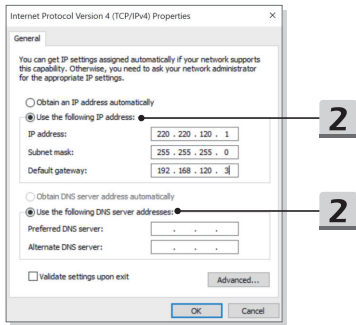 Internet Protocol Version 4 (TCP/IPv4) Properties
General
You can get IP settings assigned automatically if your network supports
this capability. Otherwise, you need to ask your network administrator
for the appropriate IP settings.
Obtain an IP address automatically
Use the following IP address:
2
IP address: 220 . 220 . 120 . 1
Subnet mask: 255 . 255 . 255 . 0
Default gateway: 192 . 168 . 120 . 3
Obtain DNS server address automatically
Use the following DNS server addresses:
2
Preferred DNS server: . . .
Alternate DNS server: . . .
Validate settings upon exit
Advanced...
OK Cancel